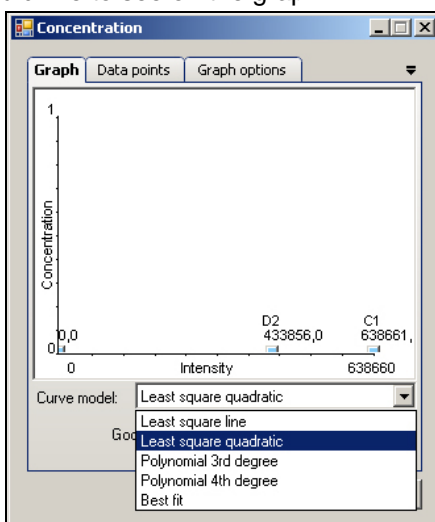 Concentration
Graph Data points Graph options
1
Concentration
D2 C1
0,0 433856,0 638661,
0
0 Intensity 638660
Curve model: Least square quadratic
Least square line
Goo Least square quadratic
Polynomial 3rd degree
Polynomial 4th degree
Best fit